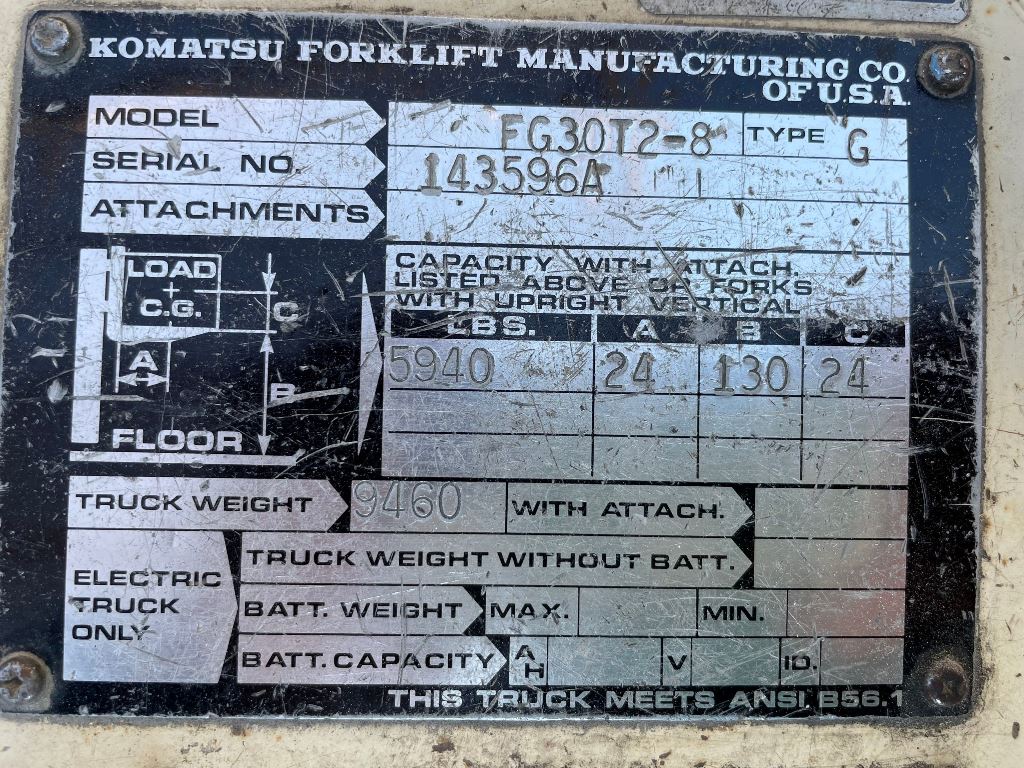 KOMATSU FORKLIFT MANUFACTURING CO.
OF U.S.A.
MODEL FG30T2-8 TYPE G
SERIAL NO. 143596A
ATTACHMENTS
LOAD
C.G.
A
B
C
FLOOR
CAPACITY WITH ATTACH.
LISTED ABOVE OR FORKS
WITH UPRIGHT VERTICAL
LBS. A B C
5940 24 130 24
TRUCK WEIGHT 9460 WITH ATTACH.
ELECTRIC
TRUCK
ONLY
TRUCK WEIGHT WITHOUT BATT.
BATT. WEIGHT MAX. MIN.
BATT. CAPACITY AH V ID.
THIS TRUCK MEETS ANSI. B56.1